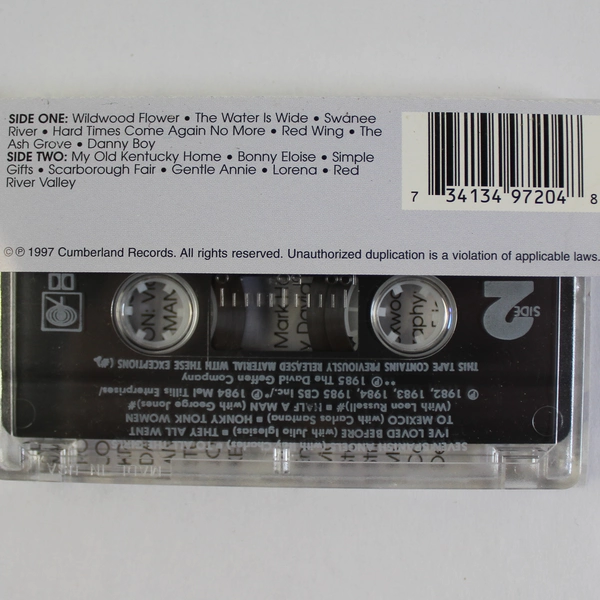 SIDE ONE: Wildwood Flower • The Water Is Wide • Swánee
River • Hard Times Come Again No More • Red Wing • The
Ash Grove • Danny Boy
SIDE TWO: My Old Kentucky Home • Bonny Eloise • Simple
Gifts • Scarborough Fair • Gentle Annie • Lorena • Red
River Valley
7 34134 97204 8
©℗ 1997 Cumberland Records. All rights reserved. Unauthorized duplication is a violation of applicable laws.
SIDE 2
THIS TAPE CONTAINS PREVIOUSLY RELEASED MATERIAL WITH THESE EXCEPTIONS
**℗ 1985 The David Geffen Company
℗ 1982, 1983, 1984, 1985 CBS Inc./*℗ 1984 Mel Tillis Enterprises/
(With Leon Russell)# ■ HALF A MAN (with George Jones)#
TO MEXICO (with Carlos Santana) ■ HONKY TONK WOMEN
I'VE LOVED BEFORE (with Julio Iglesias) ■ THEY ALL WENT
SEVEN SPANISH ANGELS